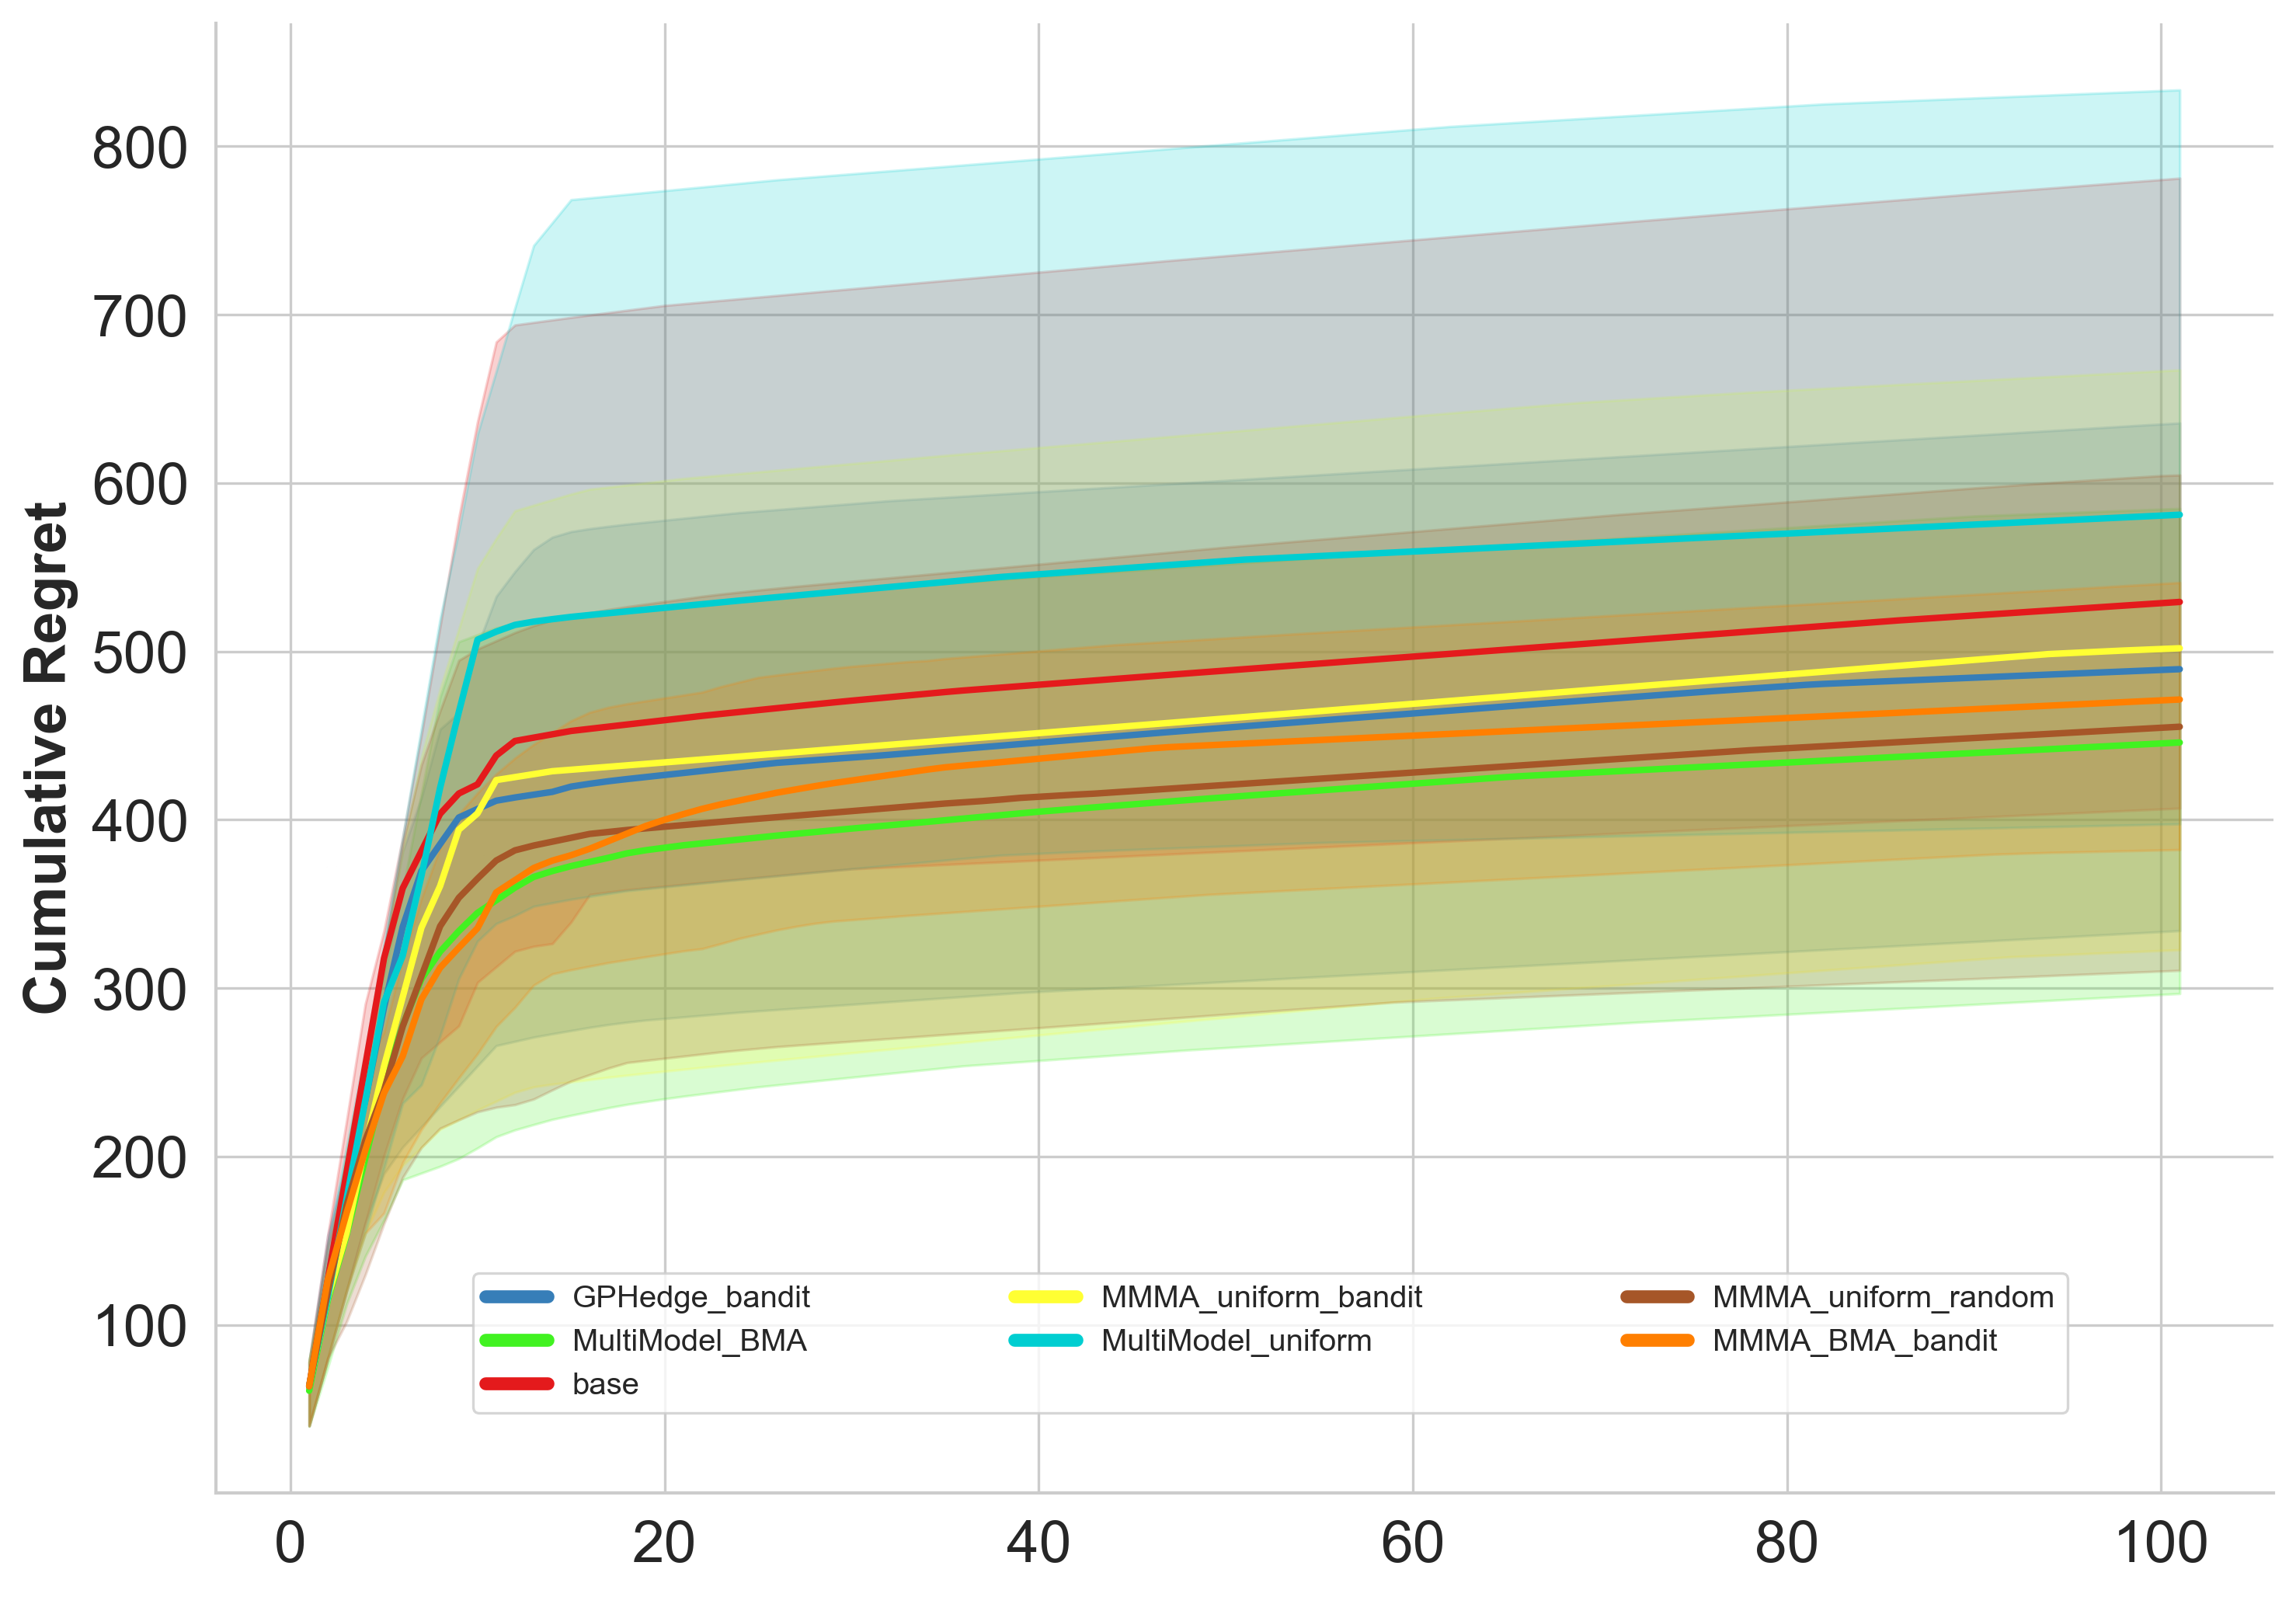 Cumulative Regret
800
700
600
500
400
300
200
100
0 20 40 60 80 100
GPHedge_bandit
MultiModel_BMA
base
MMMA_uniform_bandit
MultiModel_uniform
MMMA_uniform_random
MMMA_BMA_bandit